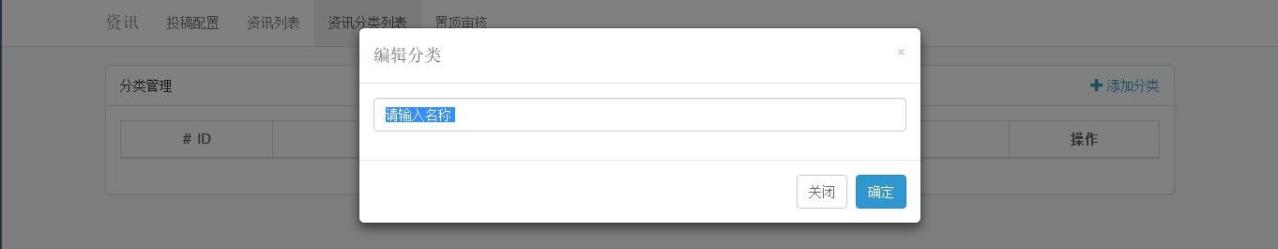 资讯 投稿配置 资讯列表 资讯分类列表 置顶审核
编辑分类 ×
分类管理 添加分类
请输入名称
# ID 操作
关闭 确定